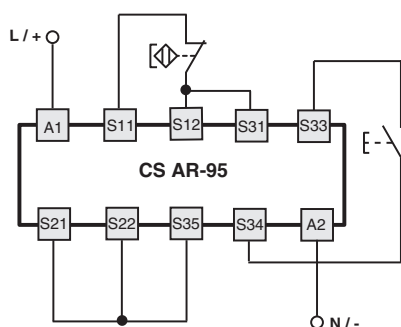 L / +
A1 S11 S12 S31 S33
CS AR-95
S21 S22 S35 S34 A2
N / -